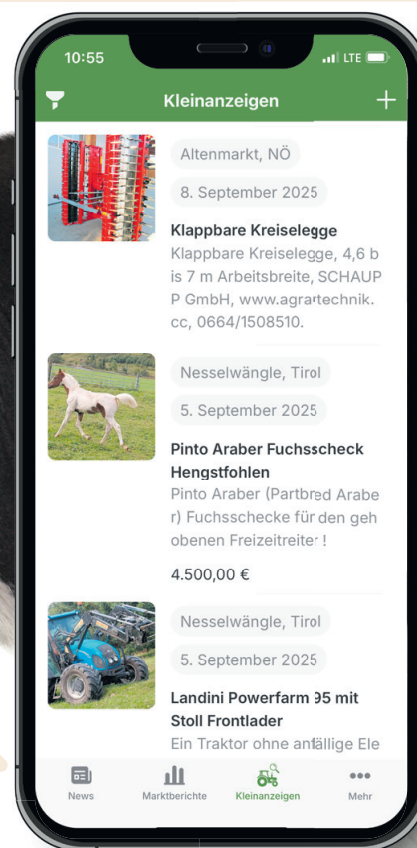 10:55
LTE
Kleinanzeigen
Altenmarkt, NÖ
8. September 2025
Klappbare Kreiselegge
Klappbare Kreiselegge, 4,6 b
is 7 m Arbeitsbreite, SCHAUP
P GmbH, www.agrartechnik.
cc, 0664/1508510.
Nesselwängle, Tirol
5. September 2025
Pinto Araber Fuchsscheck
Hengstfohlen
Pinto Araber (Partbred Arabe
r) Fuchsschecke für den geh
obenen Freizeitreiter !
4.500,00 €
Nesselwängle, Tirol
5. September 2025
Landini Powerfarm 95 mit
Stoll Frontlader
Ein Traktor ohne anfällige Ele
News
Marktberichte
Kleinanzeigen
Mehr